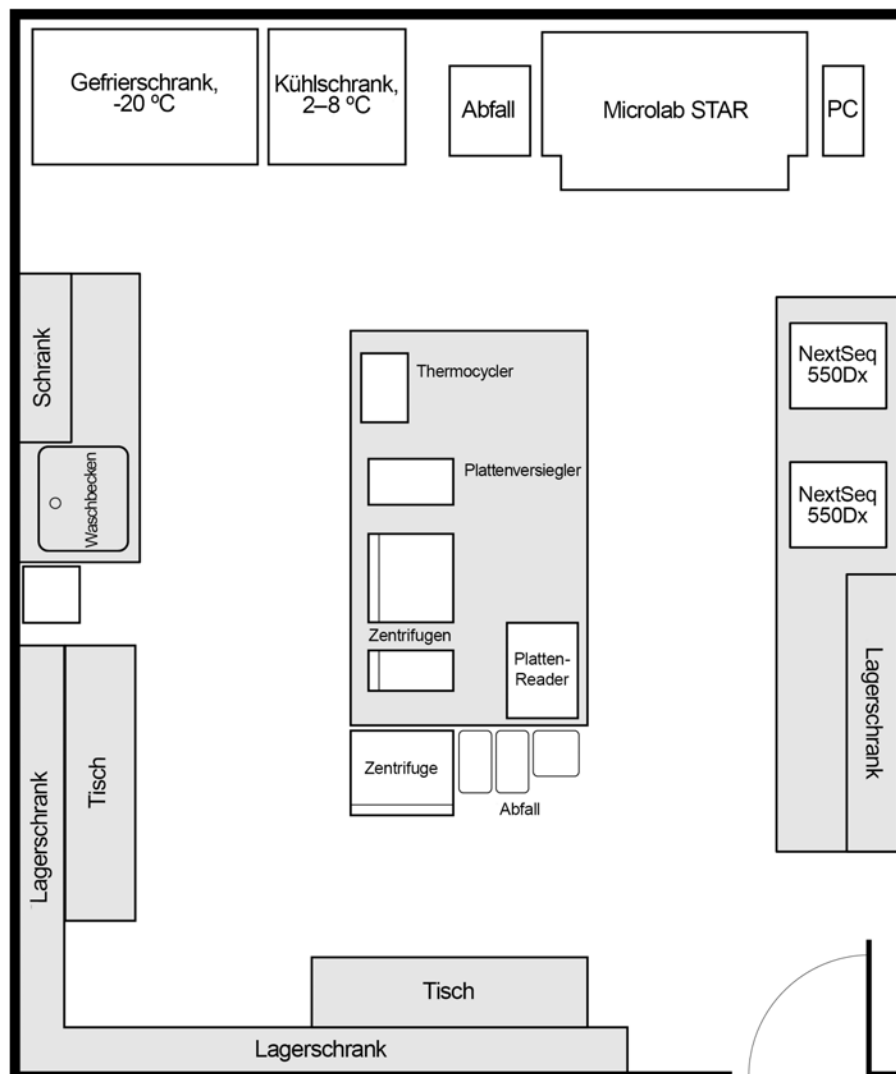 Gefrierschrank,
-20 ºC
Kühlschrank,
2–8 ºC
Abfall
Microlab STAR
PC
Schrank
Waschbecken
Thermocycler
Plattenversiegler
Zentrifugen
Platten-
Reader
NextSeq
550Dx
NextSeq
550Dx
Lagerschrank
Zentrifuge
Abfall
Lagerschrank
Tisch
Tisch
Lagerschrank